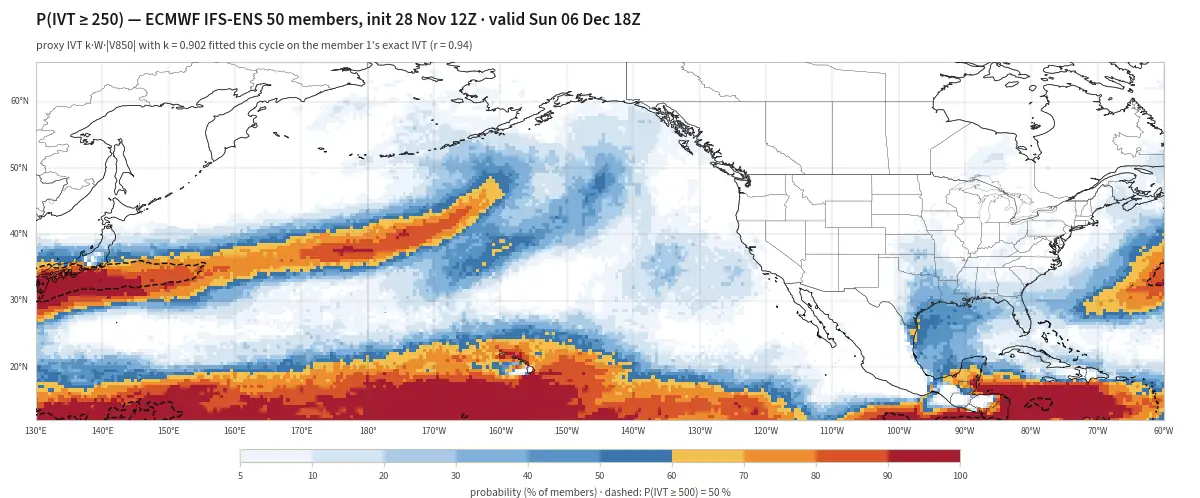 P(IVT ≥ 250) — ECMWF IFS-ENS 50 members, init 28 Nov 12Z · valid Sun 06 Dec 18Z
proxy IVT k·W·|V850| with k = 0.902 fitted this cycle on the member 1's exact IVT (r = 0.94)
60°N
50°N
40°N
30°N
20°N
130°E 140°E 150°E 160°E 170°E 180° 170°W 160°W 150°W 140°W 130°W 120°W 110°W 100°W 90°W 80°W 70°W 60°W
5 10 20 30 40 50 60 70 80 90 100
probability (% of members) · dashed: P(IVT ≥ 500) = 50 %